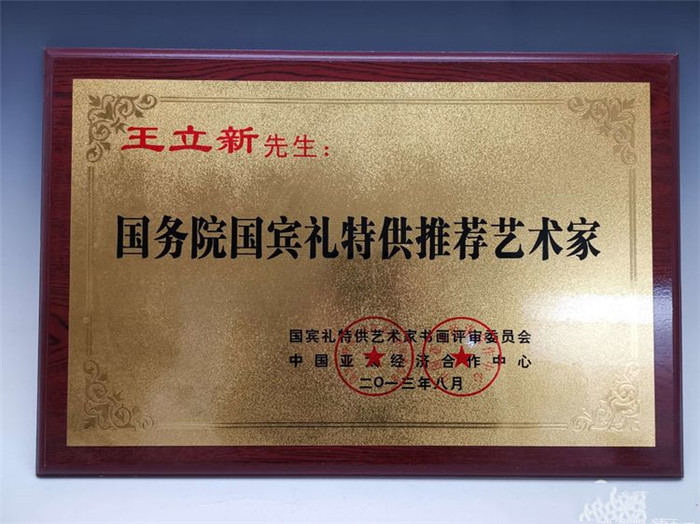 王立新先生：
国务院国宾礼特供推荐艺术家
国宾礼特供艺术家书画评审委员会
中国亚太经济合作中心
二〇一三年八月